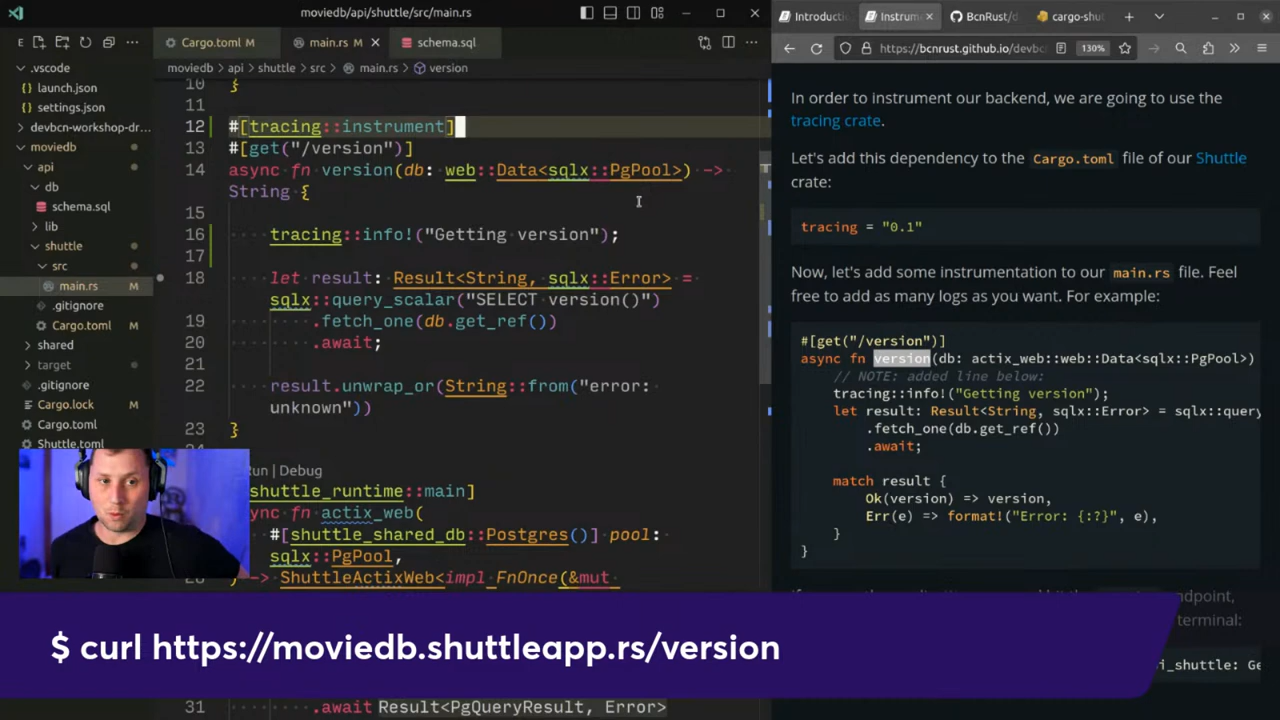 moviedb/api/shuttle/src/main.rs
E
Cargo.toml M
main.rs M
schema.sql
moviedb > api > shuttle > src > main.rs > version
.vscode
launch.json
settings.json
devbcn-workshop-dr...
moviedb
api
db
schema.sql
lib
shuttle
src
main.rs M
.gitignore
Cargo.toml M
shared
target
.gitignore
Cargo.lock M
Cargo.toml
Shuttle.toml
10 }
11
12 #[tracing::instrument]
13 #[get("/version")]
14 async fn version(db: web::Data<sqlx::PgPool>) ->
String {
15
16 tracing::info!("Getting version");
17
18 let result: Result<String, sqlx::Error> =
sqlx::query_scalar("SELECT version()")
19 .fetch_one(db.get_ref())
20 .await;
21
22 result.unwrap_or(String::from("error:
unknown"))
23 }
Run | Debug
shuttle_runtime::main]
async fn actix_web(
#[shuttle_shared_db::Postgres()] pool:
sqlx::PgPool,
) -> ShuttleActixWeb<impl FnOnce(&mut
31 .await Result<PgQueryResult, Error>
Introduction
Instrum
BcnRust/d
cargo-shut
https://bcnrust.github.io/devbc
130%
In order to instrument our backend, we are going to use the
tracing crate.
Let's add this dependency to the Cargo.toml file of our Shuttle
crate:
tracing = "0.1"
Now, let's add some instrumentation to our main.rs file. Feel
free to add as many logs as you want. For example:
#[get("/version")]
async fn version(db: actix_web::web::Data<sqlx::PgPool>)
// NOTE: added line below:
tracing::info!("Getting version");
let result: Result<String, sqlx::Error> = sqlx::query
.fetch_one(db.get_ref())
.await;
match result {
Ok(version) => version,
Err(e) => format!("Error: {:?}", e),
}
}
endpoint,
terminal:
i_shuttle: Ge
$ curl https://moviedb.shuttleapp.rs/version